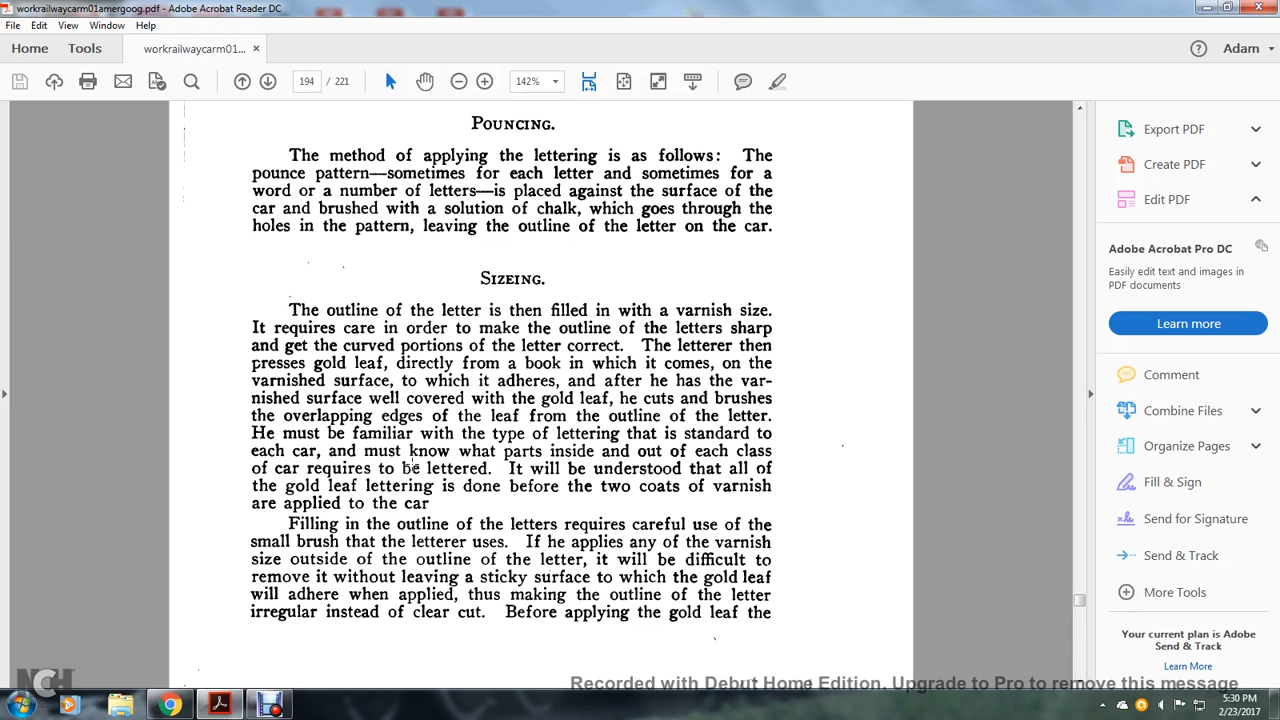 workrailwaycarm01amergoog.pdf - Adobe Acrobat Reader DC
File Edit View Window Help
Home Tools workrailwaycarm01... × Adam
194 / 221 142%
POUNCING.
The method of applying the lettering is as follows: The
pounce pattern—sometimes for each letter and sometimes for a
word or a number of letters—is placed against the surface of the
car and brushed with a solution of chalk, which goes through the
holes in the pattern, leaving the outline of the letter on the car.
SIZEING.
The outline of the letter is then filled in with a varnish size.
It requires care in order to make the outline of the letters sharp
and get the curved portions of the letter correct. The letterer then
presses gold leaf, directly from a book in which it comes, on the
varnished surface, to which it adheres, and after he has the var-
nished surface well covered with the gold leaf, he cuts and brushes
the overlapping edges of the leaf from the outline of the letter.
He must be familiar with the type of lettering that is standard to
each car, and must know what parts inside and out of each class
of car requires to be lettered. It will be understood that all of
the gold leaf lettering is done before the two coats of varnish
are applied to the car
Filling in the outline of the letters requires careful use of the
small brush that the letterer uses. If he applies any of the varnish
size outside of the outline of the letter, it will be difficult to
remove it without leaving a sticky surface to which the gold leaf
will adhere when applied, thus making the outline of the letter
irregular instead of clear cut. Before applying the gold leaf the
Export PDF
Create PDF
Edit PDF
Adobe Acrobat Pro DC
Easily edit text and images in
PDF documents
Learn more
Comment
Combine Files
Organize Pages
Fill & Sign
Send for Signature
Send & Track
More Tools
Your current plan is Adobe
Send & Track
Learn More
NCH
Recorded with Debut Home Edition. Upgrade to Pro to remove this message
5:30 PM
2/23/2017